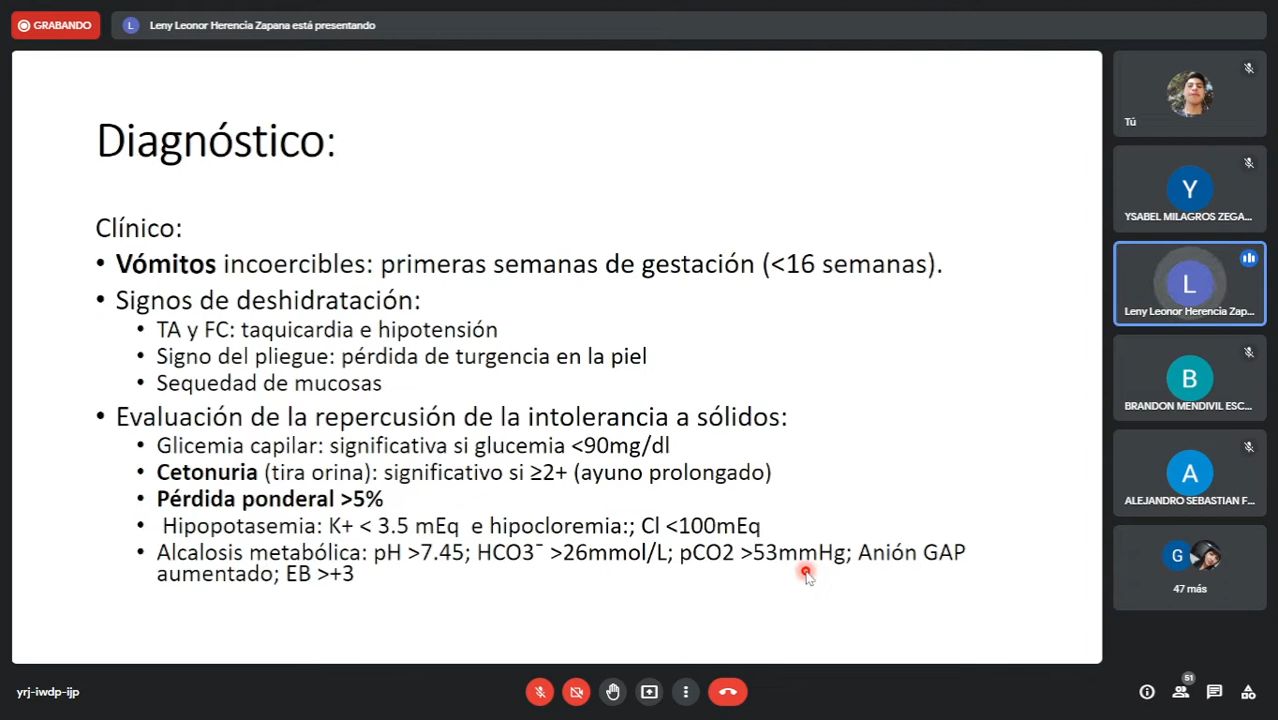 GRABANDO
L
Leny Leonor Herencia Zapana está presentando
Diagnóstico:
Clínico:
• Vómitos incoercibles: primeras semanas de gestación (<16 semanas).
• Signos de deshidratación:
• TA y FC: taquicardia e hipotensión
• Signo del pliegue: pérdida de turgencia en la piel
• Sequedad de mucosas
• Evaluación de la repercusión de la intolerancia a sólidos:
• Glicemia capilar: significativa si glucemia <90mg/dl
• Cetonuria (tira orina): significativo si ≥2+ (ayuno prolongado)
• Pérdida ponderal >5%
• Hipopotasemia: K+ < 3.5 mEq e hipocloremia:; Cl <100mEq
• Alcalosis metabólica: pH >7.45; HCO3⁻ >26mmol/L; pCO2 >53mmHg; Anión GAP
aumentado; EB >+3
Tú
Y
YSABEL MILAGROS ZEGA...
L
Leny Leonor Herencia Zap...
B
BRANDON MENDIVIL ESC...
A
ALEJANDRO SEBASTIAN F...
G
47 más
yrj-iwdp-ijp
51